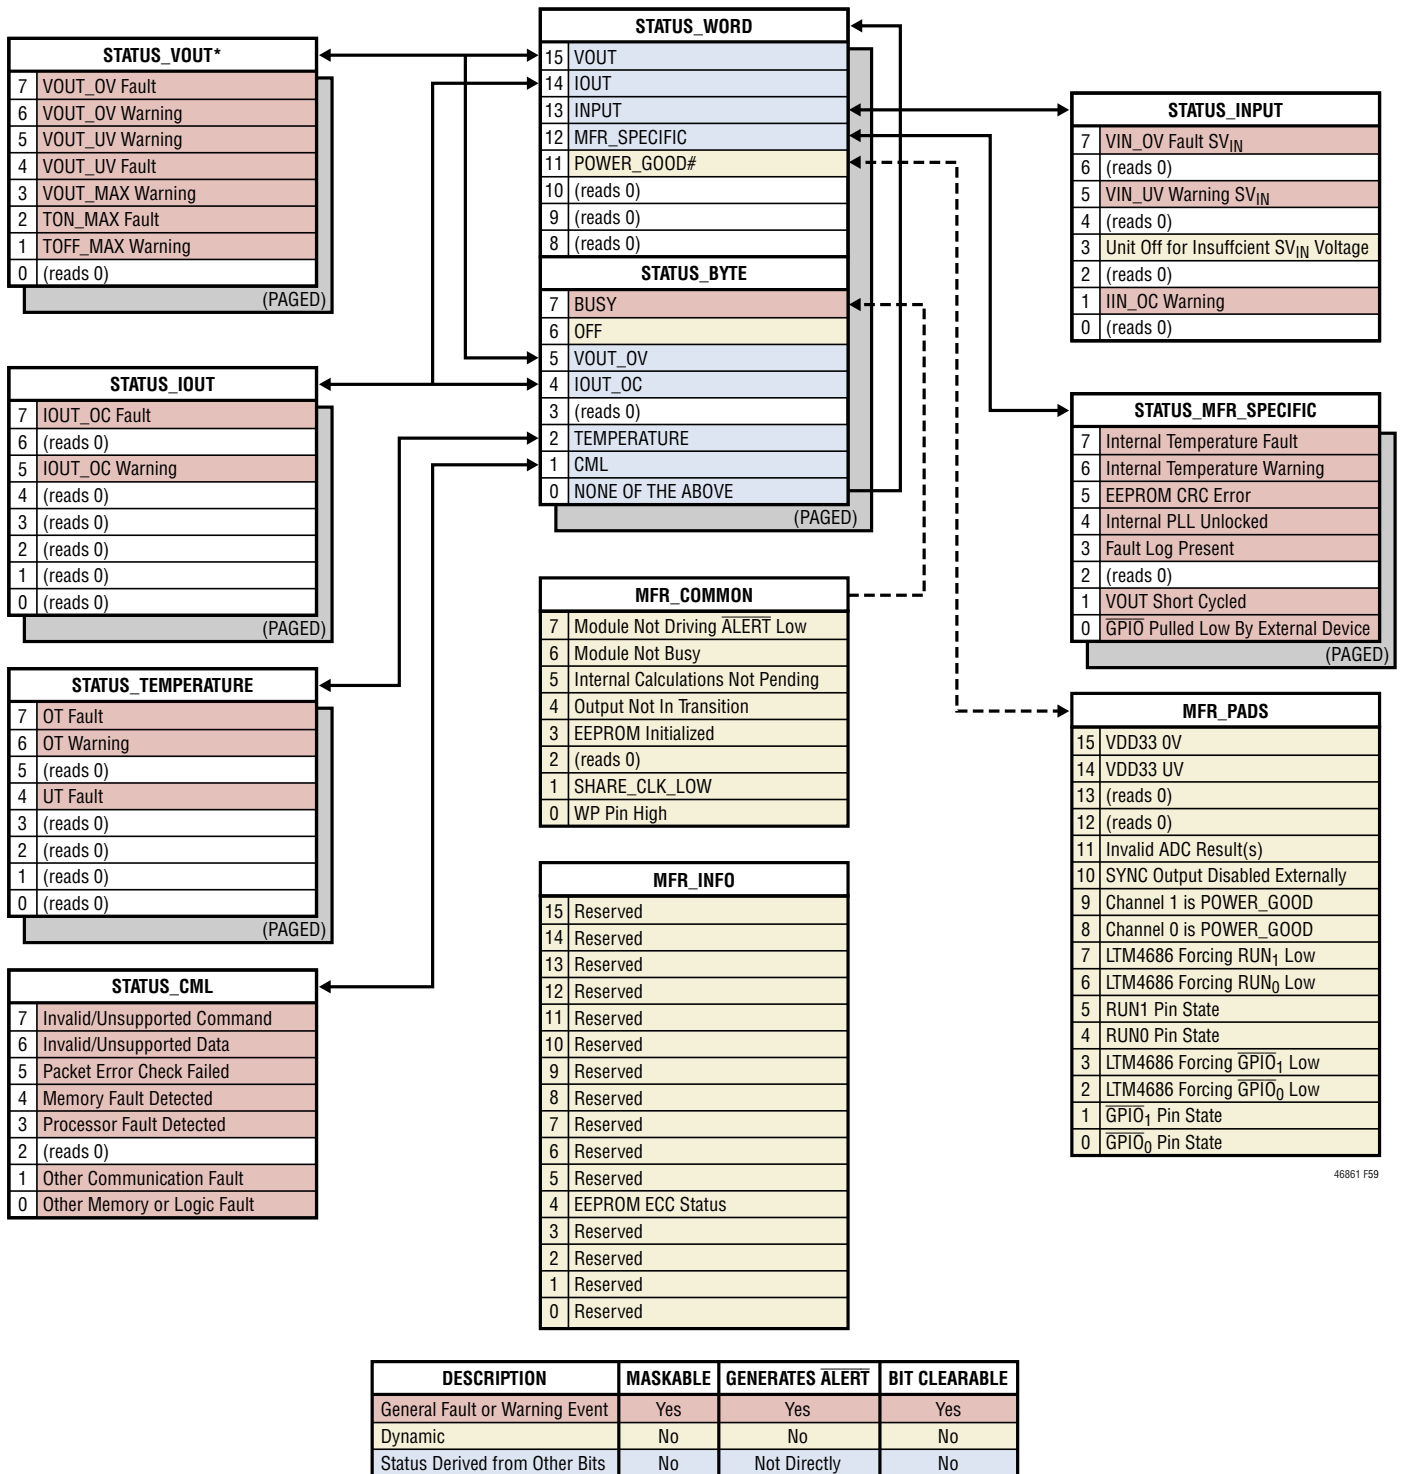 STATUS_VOUT*
7 VOUT_OV Fault
6 VOUT_OV Warning
5 VOUT_UV Warning
4 VOUT_UV Fault
3 VOUT_MAX Warning
2 TON_MAX Fault
1 TOFF_MAX Warning
0 (reads 0)
(PAGED)
STATUS_IOUT
7 IOUT_OC Fault
6 (reads 0)
5 IOUT_OC Warning
4 (reads 0)
3 (reads 0)
2 (reads 0)
1 (reads 0)
0 (reads 0)
(PAGED)
STATUS_TEMPERATURE
7 OT Fault
6 OT Warning
5 (reads 0)
4 UT Fault
3 (reads 0)
2 (reads 0)
1 (reads 0)
0 (reads 0)
(PAGED)
STATUS_CML
7 Invalid/Unsupported Command
6 Invalid/Unsupported Data
5 Packet Error Check Failed
4 Memory Fault Detected
3 Processor Fault Detected
2 (reads 0)
1 Other Communication Fault
0 Other Memory or Logic Fault
STATUS_WORD
15 VOUT
14 IOUT
13 INPUT
12 MFR_SPECIFIC
11 POWER_GOOD#
10 (reads 0)
9 (reads 0)
8 (reads 0)
STATUS_BYTE
7 BUSY
6 OFF
5 VOUT_OV
4 IOUT_OC
3 (reads 0)
2 TEMPERATURE
1 CML
0 NONE OF THE ABOVE
(PAGED)
MFR_COMMON
7 Module Not Driving ALERT Low
6 Module Not Busy
5 Internal Calculations Not Pending
4 Output Not In Transition
3 EEPROM Initialized
2 (reads 0)
1 SHARE_CLK_LOW
0 WP Pin High
MFR_INFO
15 Reserved
14 Reserved
13 Reserved
12 Reserved
11 Reserved
10 Reserved
9 Reserved
8 Reserved
7 Reserved
6 Reserved
5 Reserved
4 EEPROM ECC Status
3 Reserved
2 Reserved
1 Reserved
0 Reserved
STATUS_INPUT
7 VIN_OV Fault SVIN
6 (reads 0)
5 VIN_UV Warning SVIN
4 (reads 0)
3 Unit Off for Insuffcient SVIN Voltage
2 (reads 0)
1 IIN_OC Warning
0 (reads 0)
STATUS_MFR_SPECIFIC
7 Internal Temperature Fault
6 Internal Temperature Warning
5 EEPROM CRC Error
4 Internal PLL Unlocked
3 Fault Log Present
2 (reads 0)
1 VOUT Short Cycled
0 GPIO Pulled Low By External Device
(PAGED)
MFR_PADS
15 VDD33 OV
14 VDD33 UV
13 (reads 0)
12 (reads 0)
11 Invalid ADC Result(s)
10 SYNC Output Disabled Externally
9 Channel 1 is POWER_GOOD
8 Channel 0 is POWER_GOOD
7 LTM4686 Forcing RUN1 Low
6 LTM4686 Forcing RUN0 Low
5 RUN1 Pin State
4 RUN0 Pin State
3 LTM4686 Forcing GPIO1 Low
2 LTM4686 Forcing GPIO0 Low
1 GPIO1 Pin State
0 GPIO0 Pin State
46861 F59
DESCRIPTION MASKABLE GENERATES ALERT BIT CLEARABLE
General Fault or Warning Event Yes Yes Yes
Dynamic No No No
Status Derived from Other Bits No Not Directly No